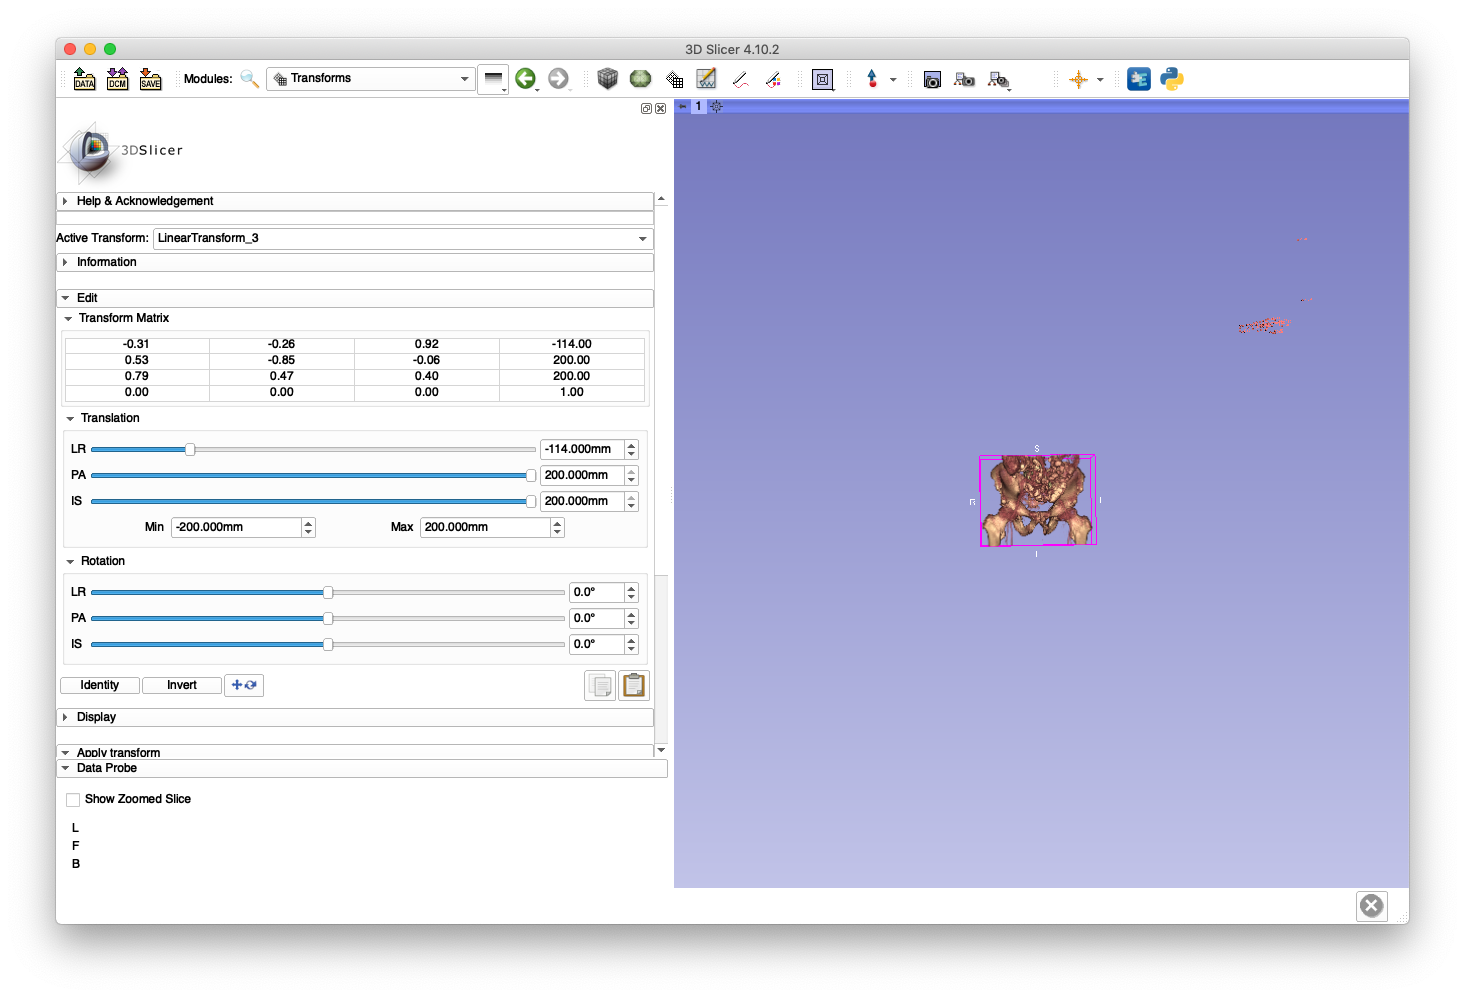 3D Slicer 4.10.2
DATA
DCM
SAVE
Modules:
Transforms
1
3DSlicer
Help & Acknowledgement
Active Transform: LinearTransform_3
Information
Edit
Transform Matrix
-0.31 -0.26 0.92 -114.00
0.53 -0.85 -0.06 200.00
0.79 0.47 0.40 200.00
0.00 0.00 0.00 1.00
Translation
LR -114.000mm
PA 200.000mm
IS 200.000mm
Min -200.000mm Max 200.000mm
Rotation
LR 0.0°
PA 0.0°
IS 0.0°
Identity Invert
Display
Apply transform
Data Probe
Show Zoomed Slice
L
F
B
S
R
I